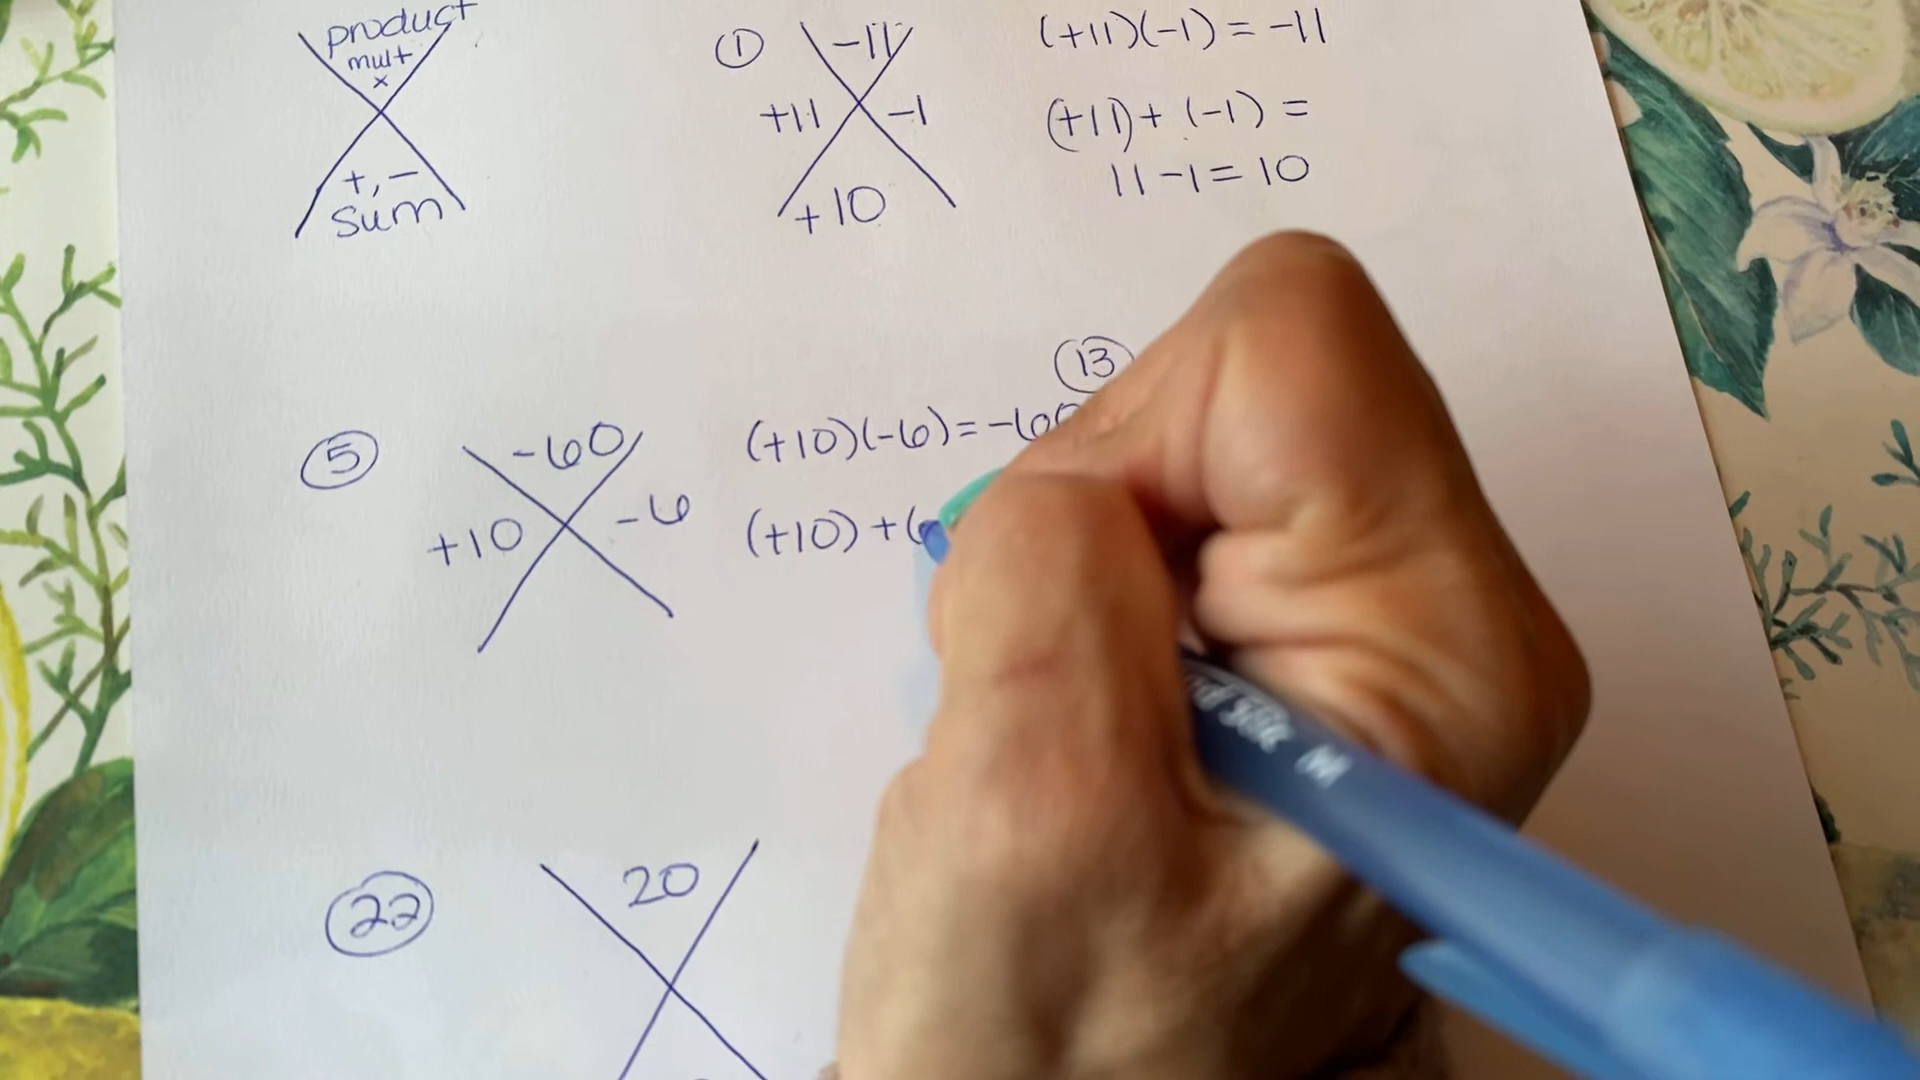 product
mult
×
+, -
sum
① -11
+11 -1
+10
(+11)(-1) = -11
(+11) + (-1) =
11 - 1 = 10
⑬
⑤ -60
+10 -6
(+10)(-6) = -60
(+10) + (
㉒ 20